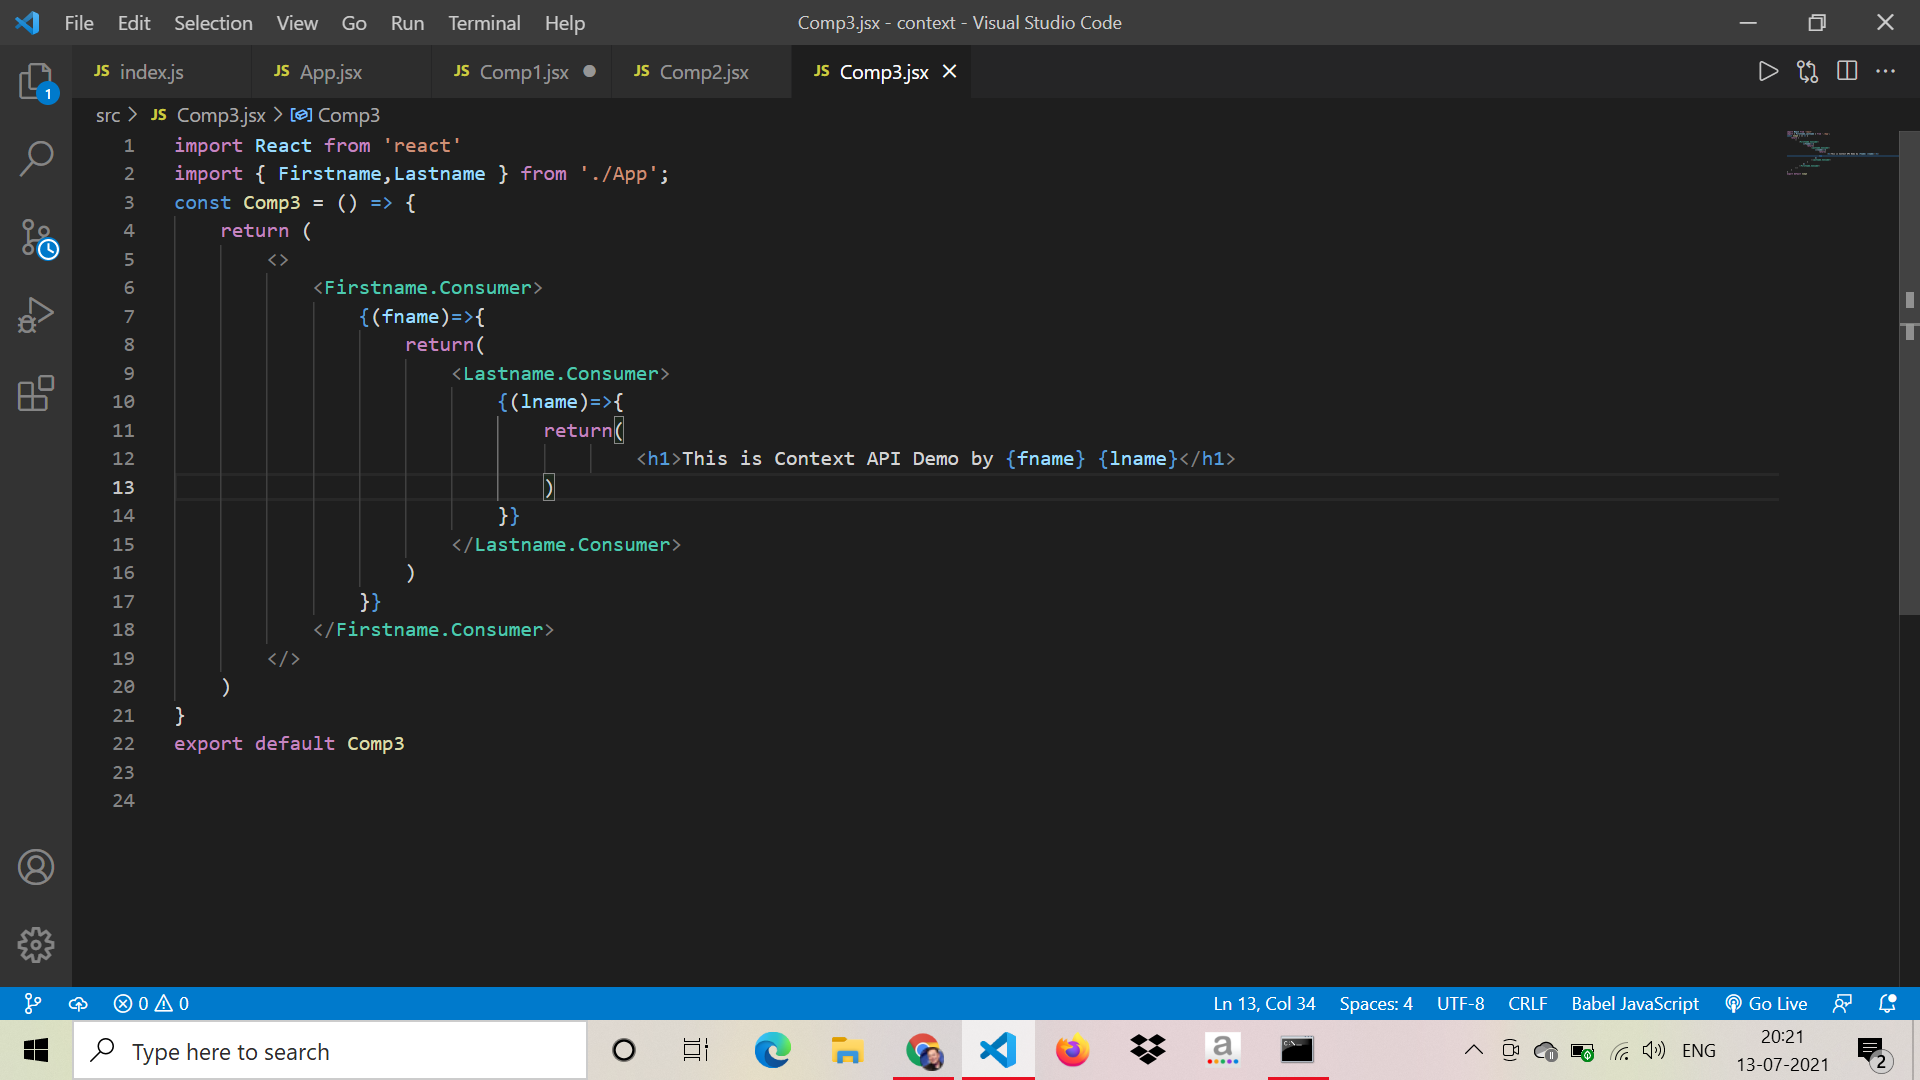 File Edit Selection View Go Run Terminal Help Comp3.jsx - context - Visual Studio Code
JS index.js JS App.jsx JS Comp1.jsx JS Comp2.jsx JS Comp3.jsx
1
src > JS Comp3.jsx > Comp3
1 import React from 'react'
2 import { Firstname,Lastname } from './App';
3 const Comp3 = () => {
4 return (
5 <>
6 <Firstname.Consumer>
7 {(fname)=>{
8 return(
9 <Lastname.Consumer>
10 {(lname)=>{
11 return(
12 <h1>This is Context API Demo by {fname} {lname}</h1>
13 )
14 }}
15 </Lastname.Consumer>
16 )
17 }}
18 </Firstname.Consumer>
19 </>
20 )
21 }
22 export default Comp3
23
24
0 0 Ln 13, Col 34 Spaces: 4 UTF-8 CRLF Babel JavaScript Go Live
Type here to search a ENG 20:21
13-07-2021 2